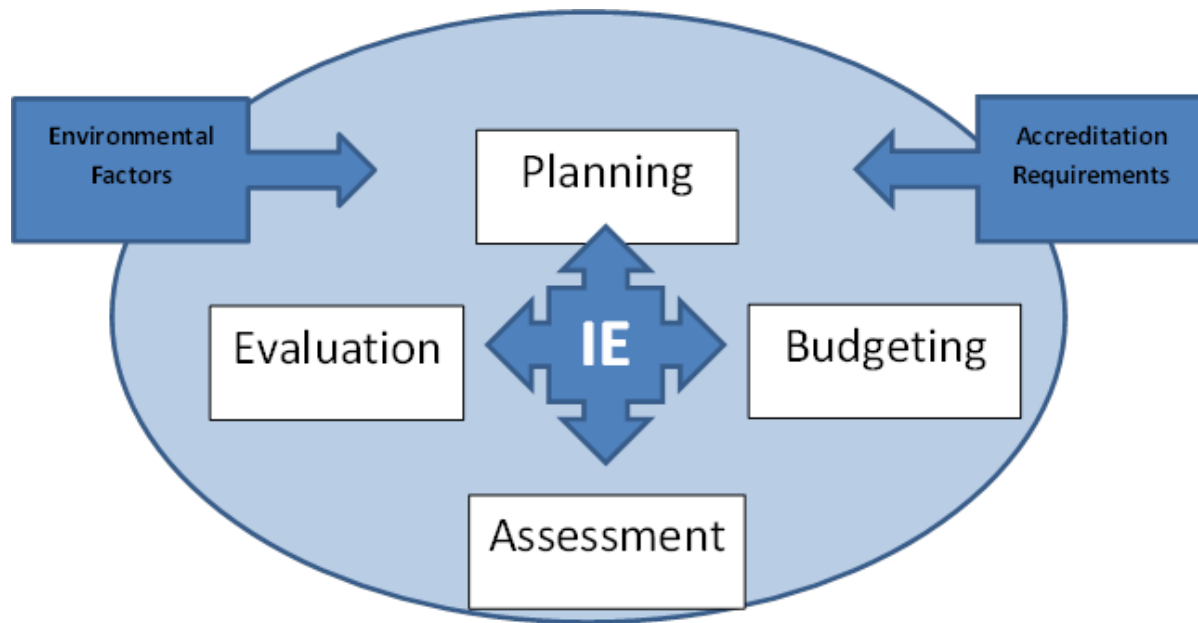 Environmental
Factors
Accreditation
Requirements
Planning
Evaluation
IE
Budgeting
Assessment